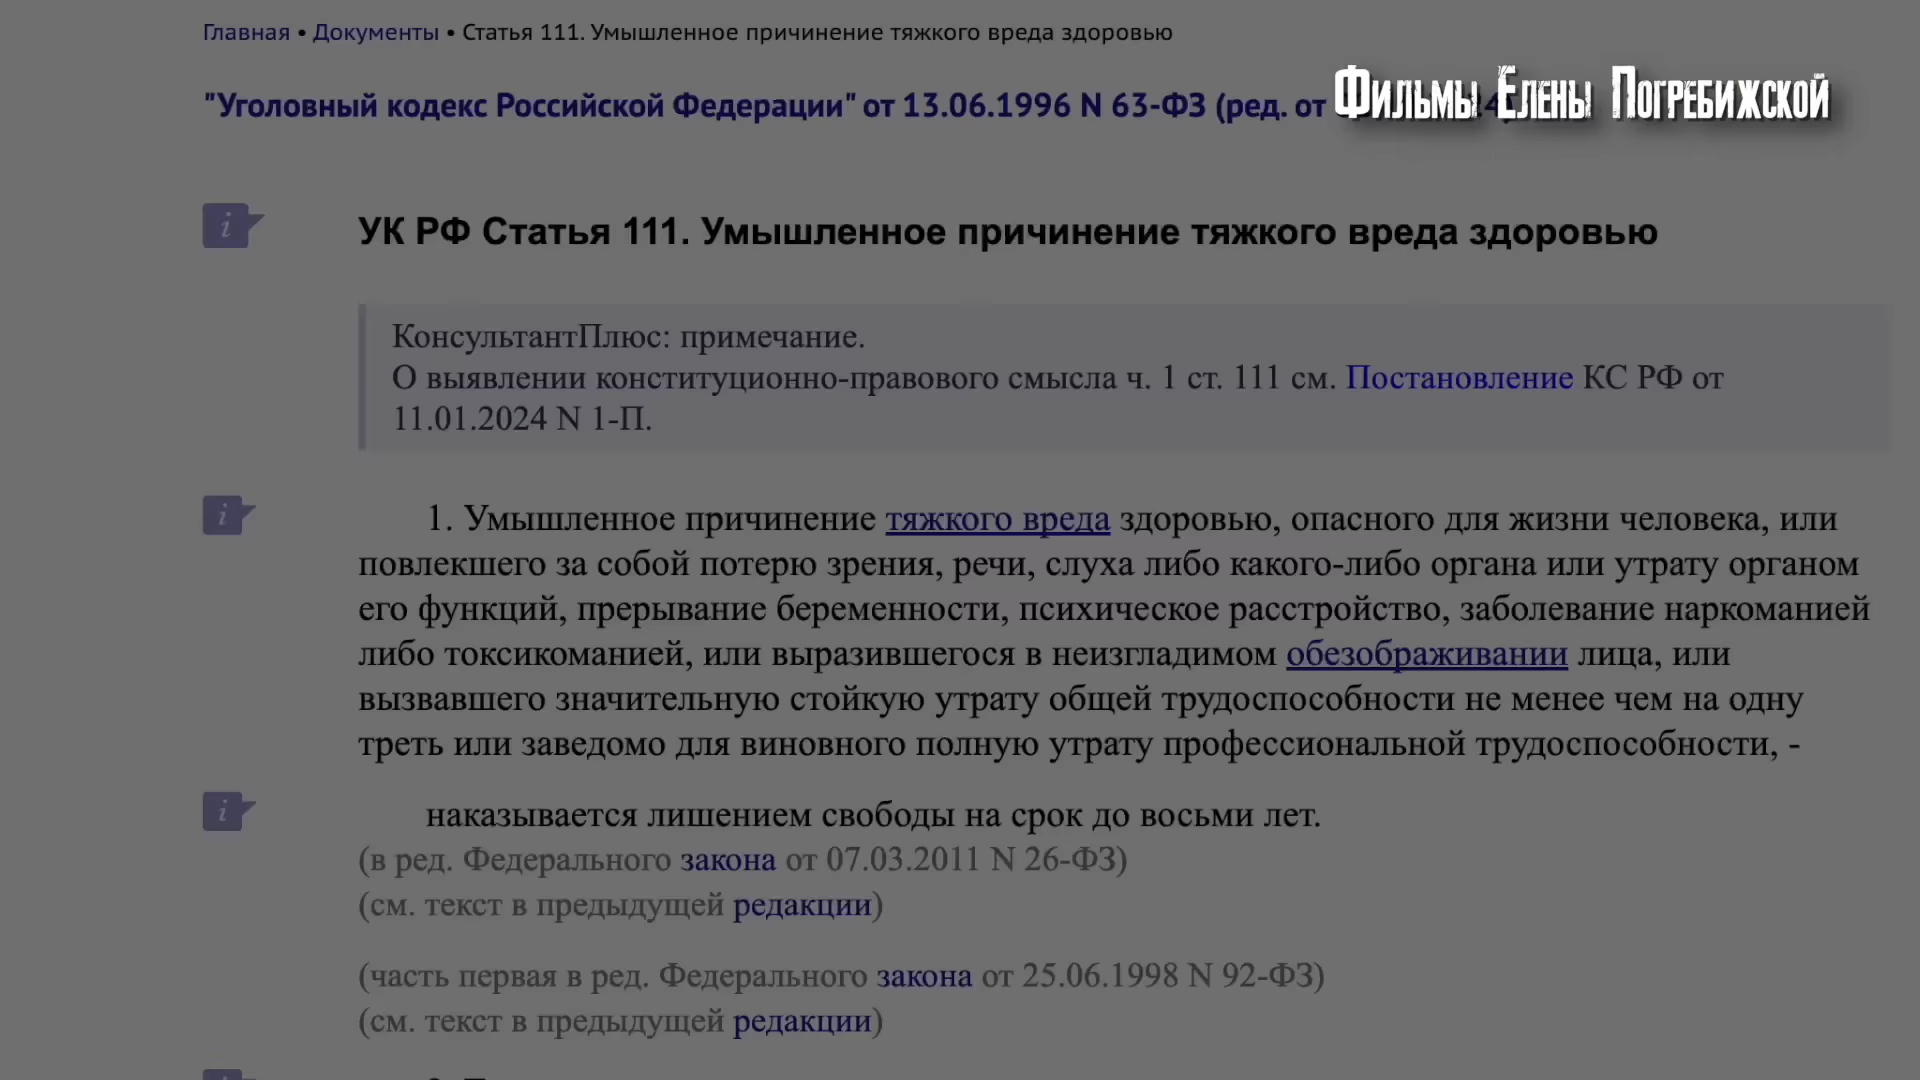 Главная • Документы • Статья 111. Умышленное причинение тяжкого вреда здоровью
Фильмы Елены Погребижской
"Уголовный кодекс Российской Федерации" от 13.06.1996 N 63-ФЗ (ред. от
УК РФ Статья 111. Умышленное причинение тяжкого вреда здоровью
КонсультантПлюс: примечание.
О выявлении конституционно-правового смысла ч. 1 ст. 111 см. Постановление КС РФ от
11.01.2024 N 1-П.
1. Умышленное причинение тяжкого вреда здоровью, опасного для жизни человека, или
повлекшего за собой потерю зрения, речи, слуха либо какого-либо органа или утрату органом
его функций, прерывание беременности, психическое расстройство, заболевание наркоманией
либо токсикоманией, или выразившегося в неизгладимом обезображивании лица, или
вызвавшего значительную стойкую утрату общей трудоспособности не менее чем на одну
треть или заведомо для виновного полную утрату профессиональной трудоспособности, -
наказывается лишением свободы на срок до восьми лет.
(в ред. Федерального закона от 07.03.2011 N 26-ФЗ)
(см. текст в предыдущей редакции)
(часть первая в ред. Федерального закона от 25.06.1998 N 92-ФЗ)
(см. текст в предыдущей редакции)